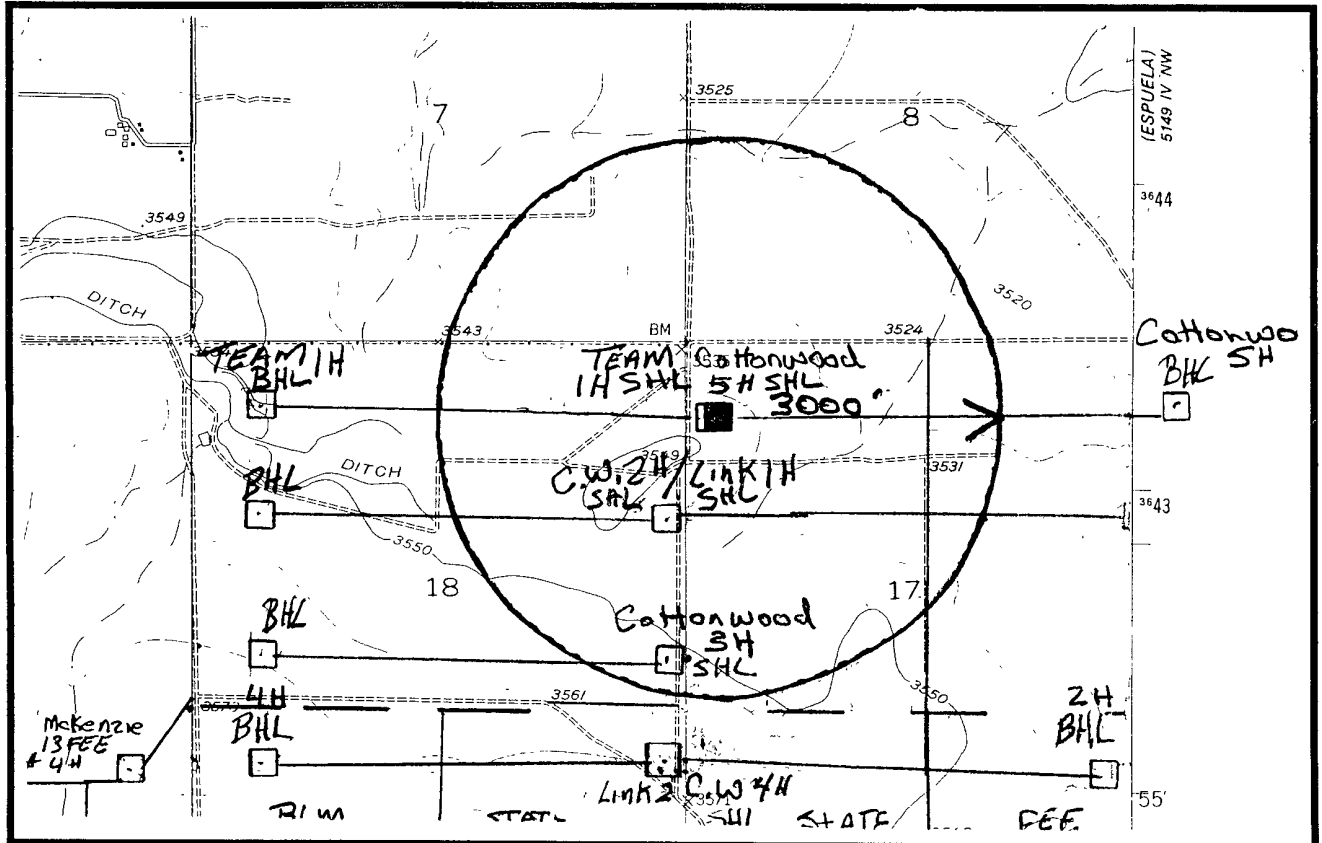 3525
7
8
(ESPUELA)
5149 IV NW
3644
3549
3520
DITCH
3543
BM
3524
TEAM 1H
BHL
TEAM
1H SHL
Cottonwood
5H SHL
3000'
Cottonwo
5H
BHL
DITCH
3531
BHL
C.W. 2H /
SHL
Link 1H
SHL
3643
3550
18
17
BHL
Cottonwood
3H
SHL
3550
3561
4H
BHL
2H
BHL
McKenzie
13 FEE
# 4H
Link 2
C.W 4H
SHL
3571
55'
BLM
STATE
STATE
FEE